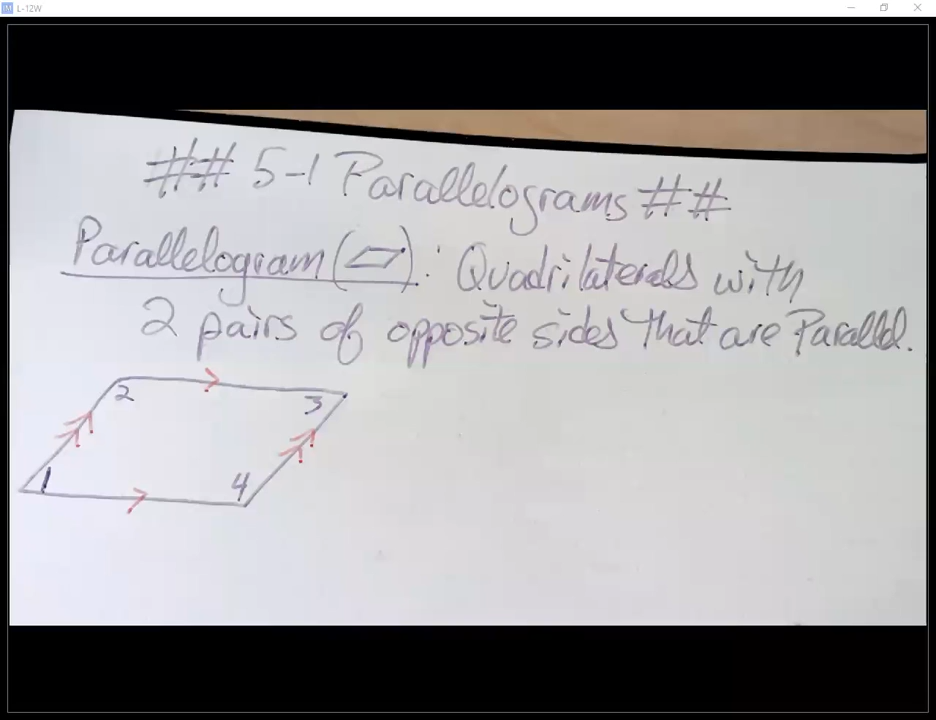 L-12W
## 5-1 Parallelograms ##
Parallelogram (▱): Quadrilaterals with
2 pairs of opposite sides that are Parallel.
2
3
1
4